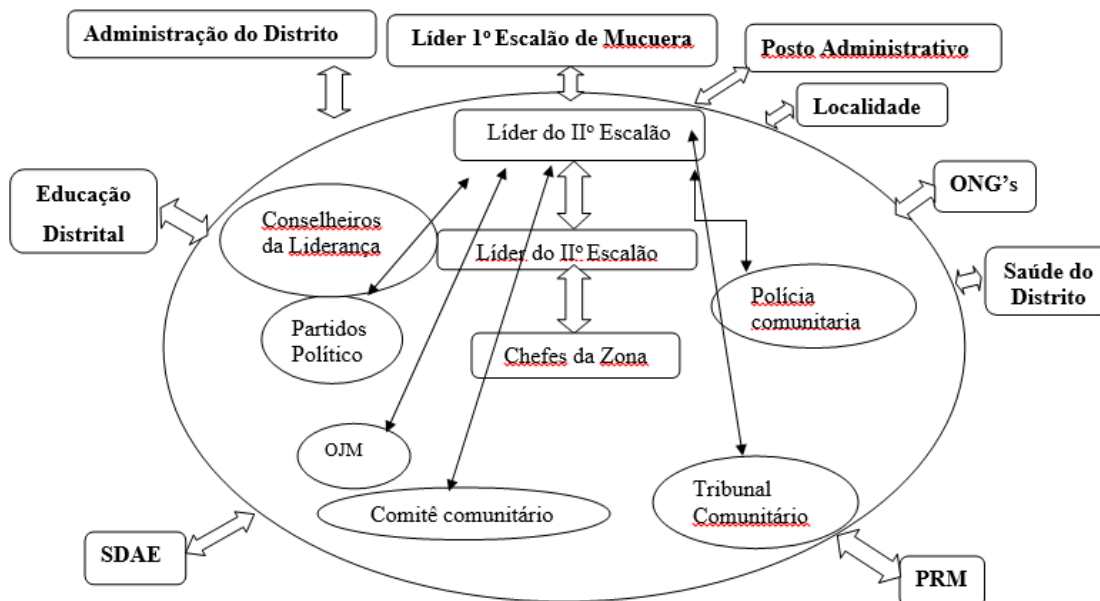 Administração do Distrito
Líder 1º Escalão de Mucuera
Posto Administrativo
Localidade
Líder do IIº Escalão
ONG’s
Educação
Distrital
Conselheiros
da Liderança
Líder do IIº Escalão
Saúde do
Distrito
Polícia
comunitaria
Partidos
Político
Chefes da Zona
OJM
Comitê comunitário
Tribunal
Comunitário
SDAE
PRM